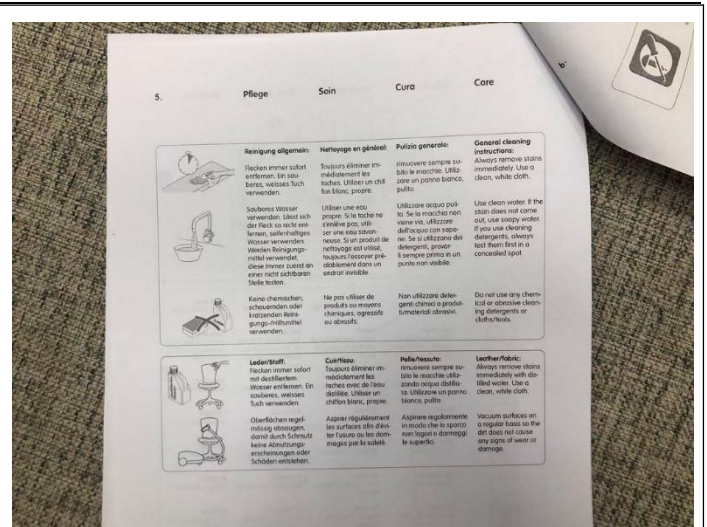 5.
Pflege
Soin
Cura
Care
6.
Reinigung allgemein:
Flecken immer sofort
entfernen. Ein sau-
beres, weisses Tuch
verwenden.
Nettoyage en général:
Toujours éliminer im-
médiatement les
taches. Utiliser un chif
fon blanc, propre.
Pulizia generale:
rimuovere sempre su-
bito le macchie. Utiliz-
zare un panno bianco,
pulito.
General cleaning
instructions:
Always remove stains
immediately. Use a
clean, white cloth.
Sauberes Wasser
verwenden. Lässt sich
der Fleck so nicht ent-
fernen, seifenhaltiges
Wasser verwenden.
Werden Reinigungs-
mittel verwendet,
diese immer zuerst an
einer nicht sichtbaren
Stelle testen.
Utiliser une eau
propre. Si la tache ne
s'enlève pas, utili-
ser une eau savon-
neuse. Si un produit de
nettoyage est utilisé,
toujours l'essayer pré-
alablement dans un
endroit invisible
Utilizzare acqua puli-
ta. Se la macchia non
viene via, utilizzare
dell'acqua con sapo-
ne. Se si utilizzano dei
detergenti, provar-
li sempre prima in un
punto non visibile.
Use clean water. If the
stain does not come
out, use soapy water.
If you use cleaning
detergents, always
test them first in a
concealed spot.
Keine chemischen,
scheuernden oder
kratzenden Reini-
gungs-/Hilfsmittel
verwenden.
Ne pas utiliser de
produits ou moyens
chimiques, agressifs
ou abrasifs.
Non utilizzare deter-
genti chimici o prodot-
ti/materiali abrasivi.
Do not use any chem-
ical or abrasive clean-
ing detergents or
cloths/tools.
Leder/Stoff:
Flecken immer sofort
mit destilliertem
Wasser entfernen. Ein
sauberes, weisses
Tuch verwenden.
Cuir/tissu:
Toujours éliminer im-
médiatement les
taches avec de l'eau
distillée. Utiliser un
chiffon blanc, propre.
Pelle/tessuto:
rimuovere sempre su-
bito le macchie utiliz-
zando acqua distilla-
ta. Utilizzare un panno
bianco, pulito.
Leather/fabric:
Always remove stains
immediately with dis-
tilled water. Use a
clean, white cloth.
Oberflächen regel-
mässig absaugen,
damit durch Schmutz
keine Abnutzungs-
erscheinungen oder
Schäden entstehen.
Aspirer régulièrement
les surfaces afin d'évi
ter l'usure ou les dom-
mages par la saleté.
Aspirare regolarmente
in modo che lo sporco
non logori o danneggi
le superfici.
Vacuum surfaces on
a regular basis so the
dirt does not cause
any signs of wear or
damage.